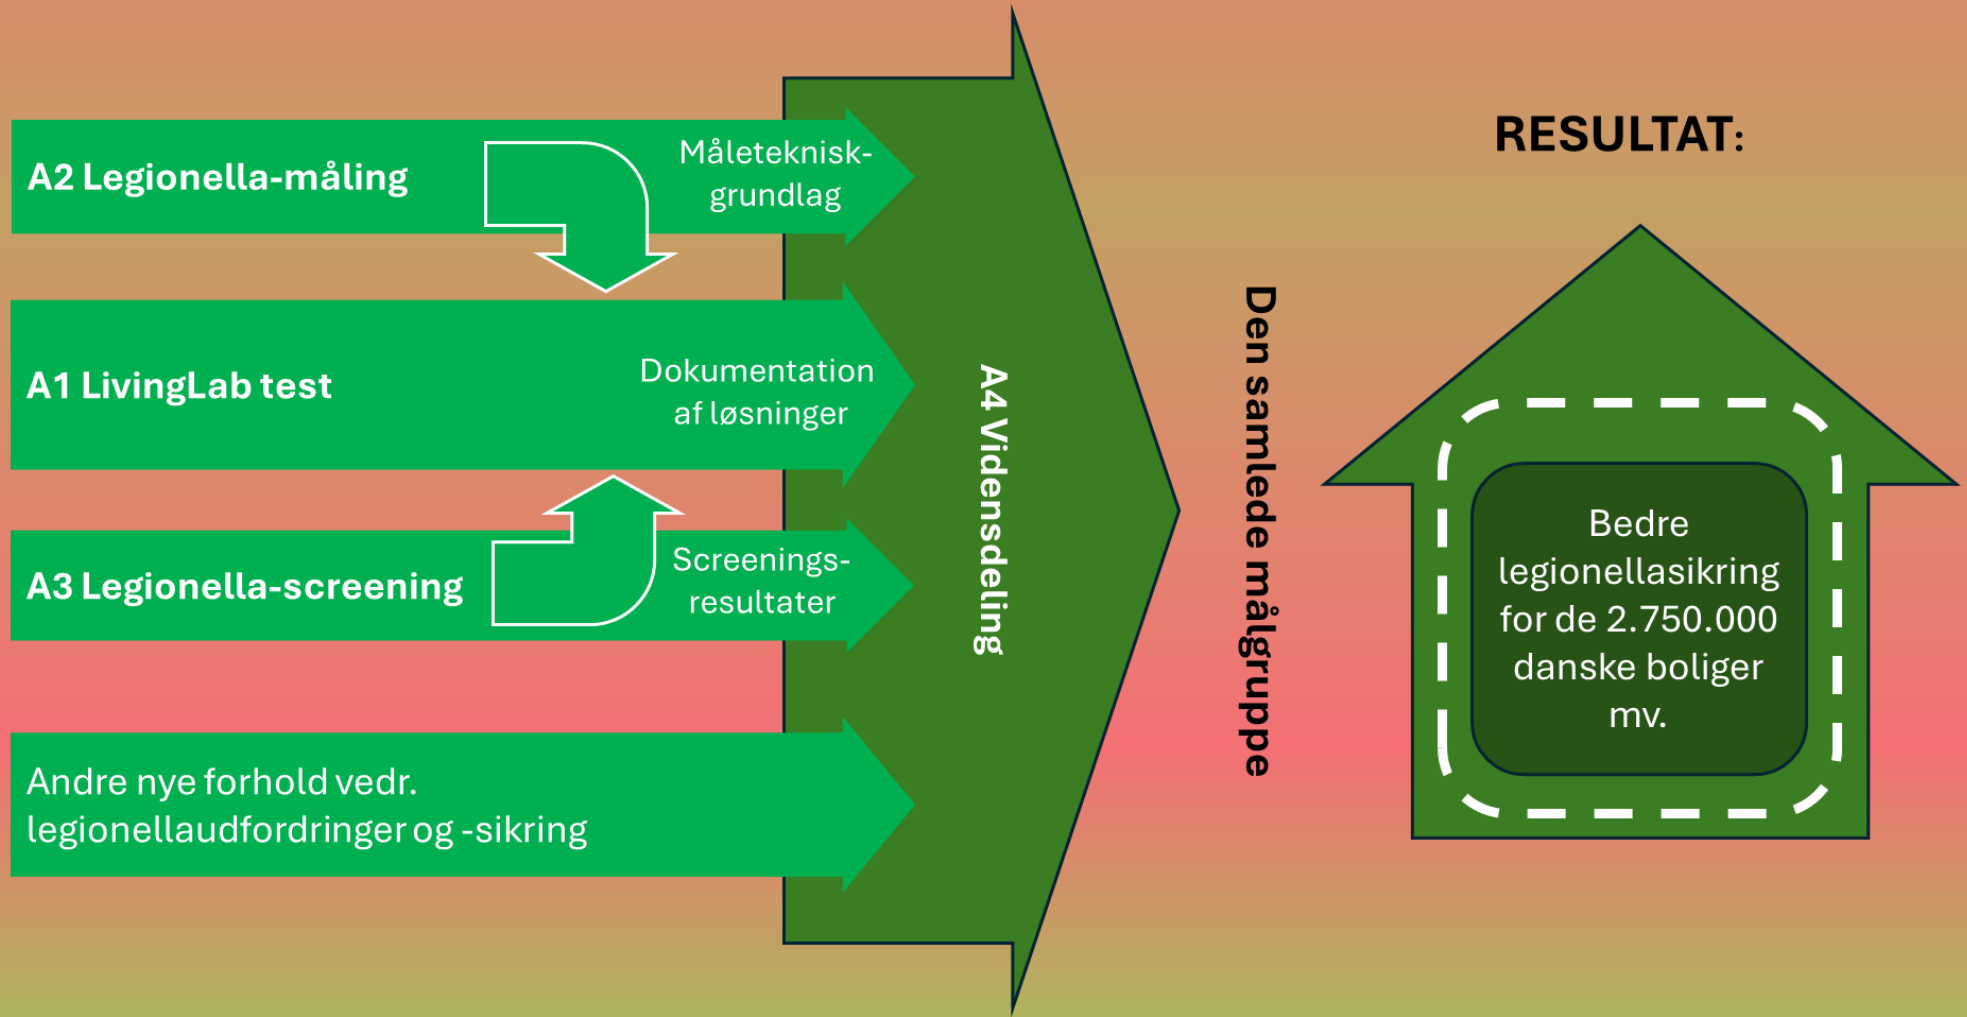 A2 Legionella-måling
Måleteknisk-
grundlag
A1 LivingLab test
Dokumentation
af løsninger
A3 Legionella-screening
Screenings-
resultater
Andre nye forhold vedr.
legionellaudfordringer og -sikring
A4 Vidensdeling
Den samlede målgruppe
RESULTAT:
Bedre
legionellasikring
for de 2.750.000
danske boliger
mv.